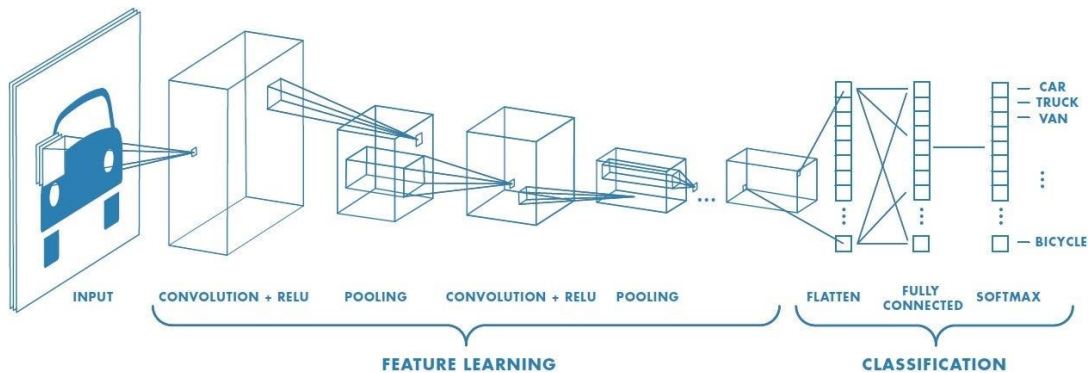 CAR
TRUCK
VAN
BICYCLE
INPUT
CONVOLUTION + RELU
POOLING
CONVOLUTION + RELU
POOLING
FLATTEN
FULLY
CONNECTED
SOFTMAX
FEATURE LEARNING
CLASSIFICATION